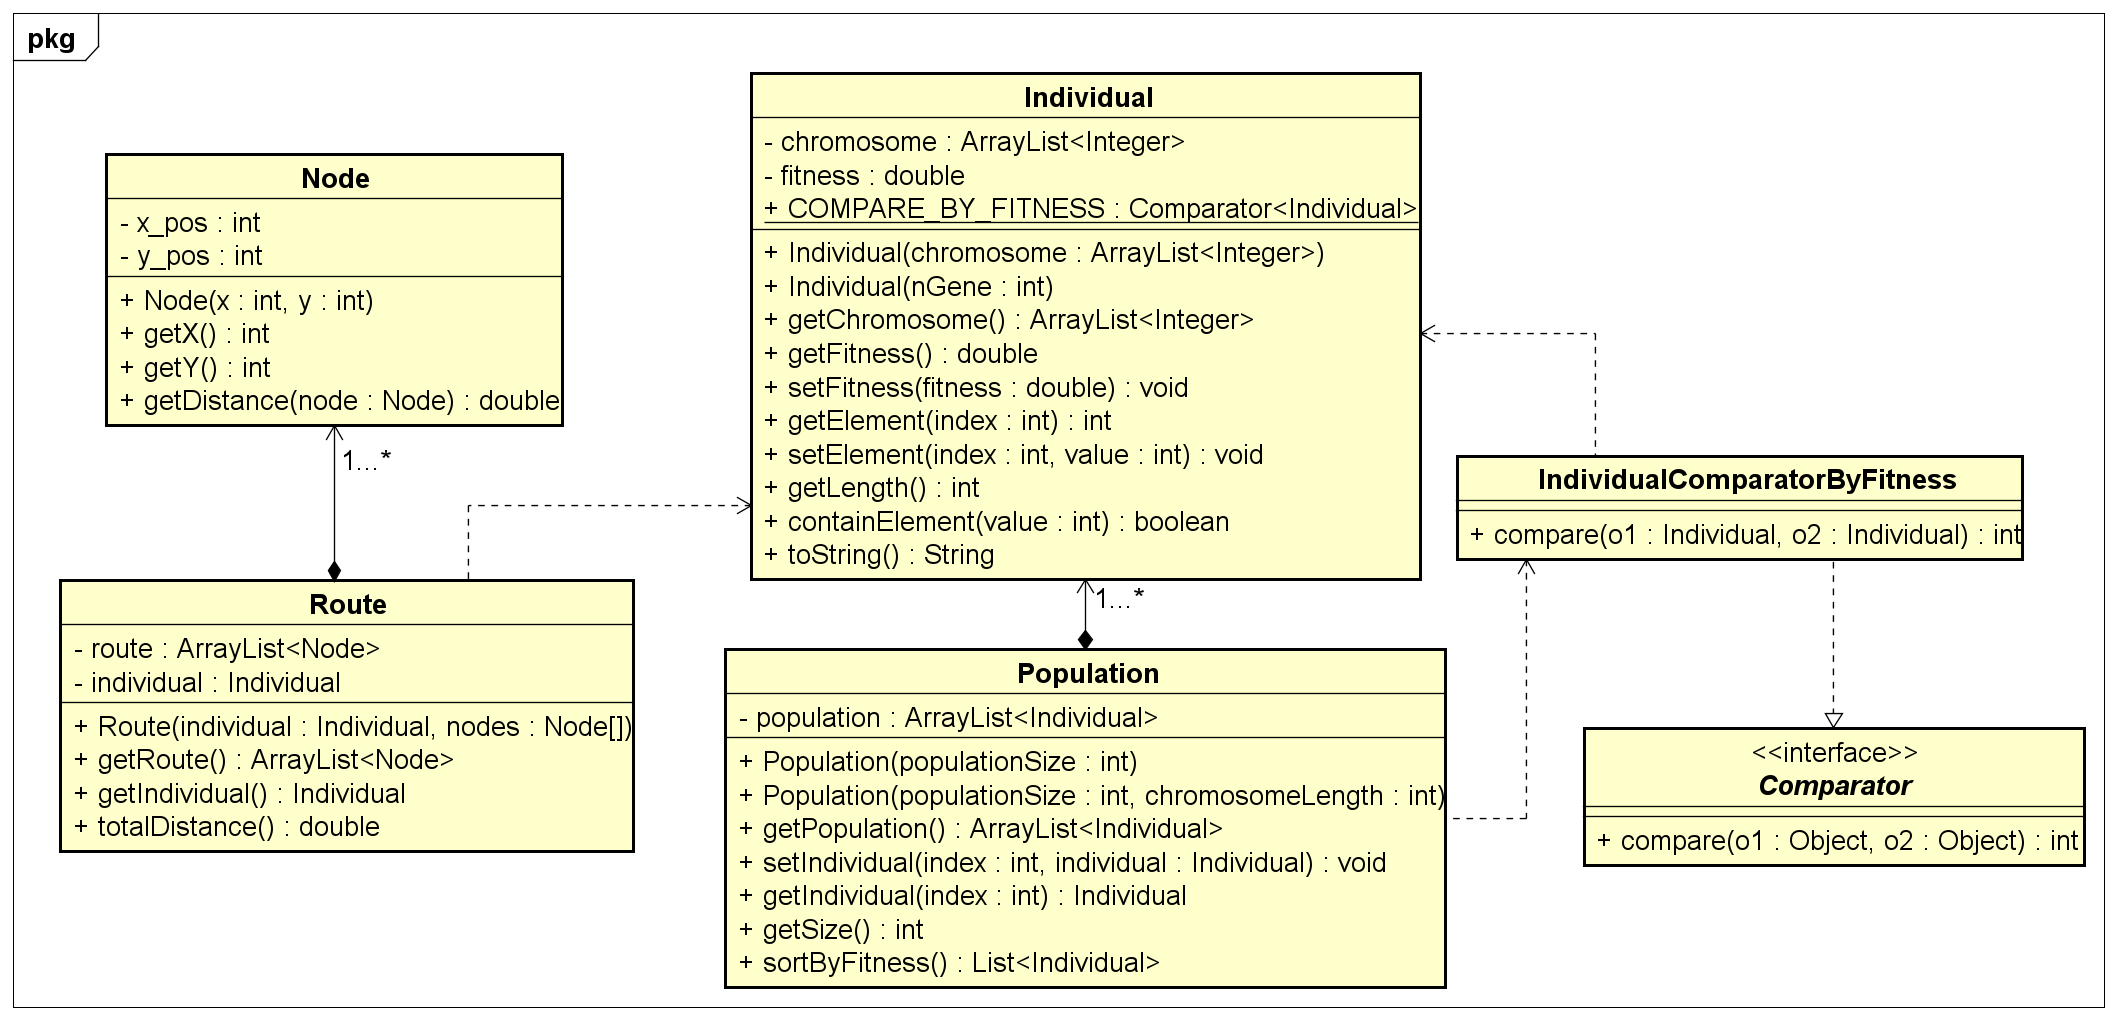 pkg
Node
- x_pos : int
- y_pos : int
+ Node(x : int, y : int)
+ getX() : int
+ getY() : int
+ getDistance(node : Node) : double
1...*
Route
- route : ArrayList<Node>
- individual : Individual
+ Route(individual : Individual, nodes : Node[])
+ getRoute() : ArrayList<Node>
+ getIndividual() : Individual
+ totalDistance() : double
Individual
- chromosome : ArrayList<Integer>
- fitness : double
+ COMPARE_BY_FITNESS : Comparator<Individual>
+ Individual(chromosome : ArrayList<Integer>)
+ Individual(nGene : int)
+ getChromosome() : ArrayList<Integer>
+ getFitness() : double
+ setFitness(fitness : double) : void
+ getElement(index : int) : int
+ setElement(index : int, value : int) : void
+ getLength() : int
+ containElement(value : int) : boolean
+ toString() : String
1...*
Population
- population : ArrayList<Individual>
+ Population(populationSize : int)
+ Population(populationSize : int, chromosomeLength : int)
+ getPopulation() : ArrayList<Individual>
+ setIndividual(index : int, individual : Individual) : void
+ getIndividual(index : int) : Individual
+ getSize() : int
+ sortByFitness() : List<Individual>
IndividualComparatorByFitness
+ compare(o1 : Individual, o2 : Individual) : int
<<interface>>
Comparator
+ compare(o1 : Object, o2 : Object) : int